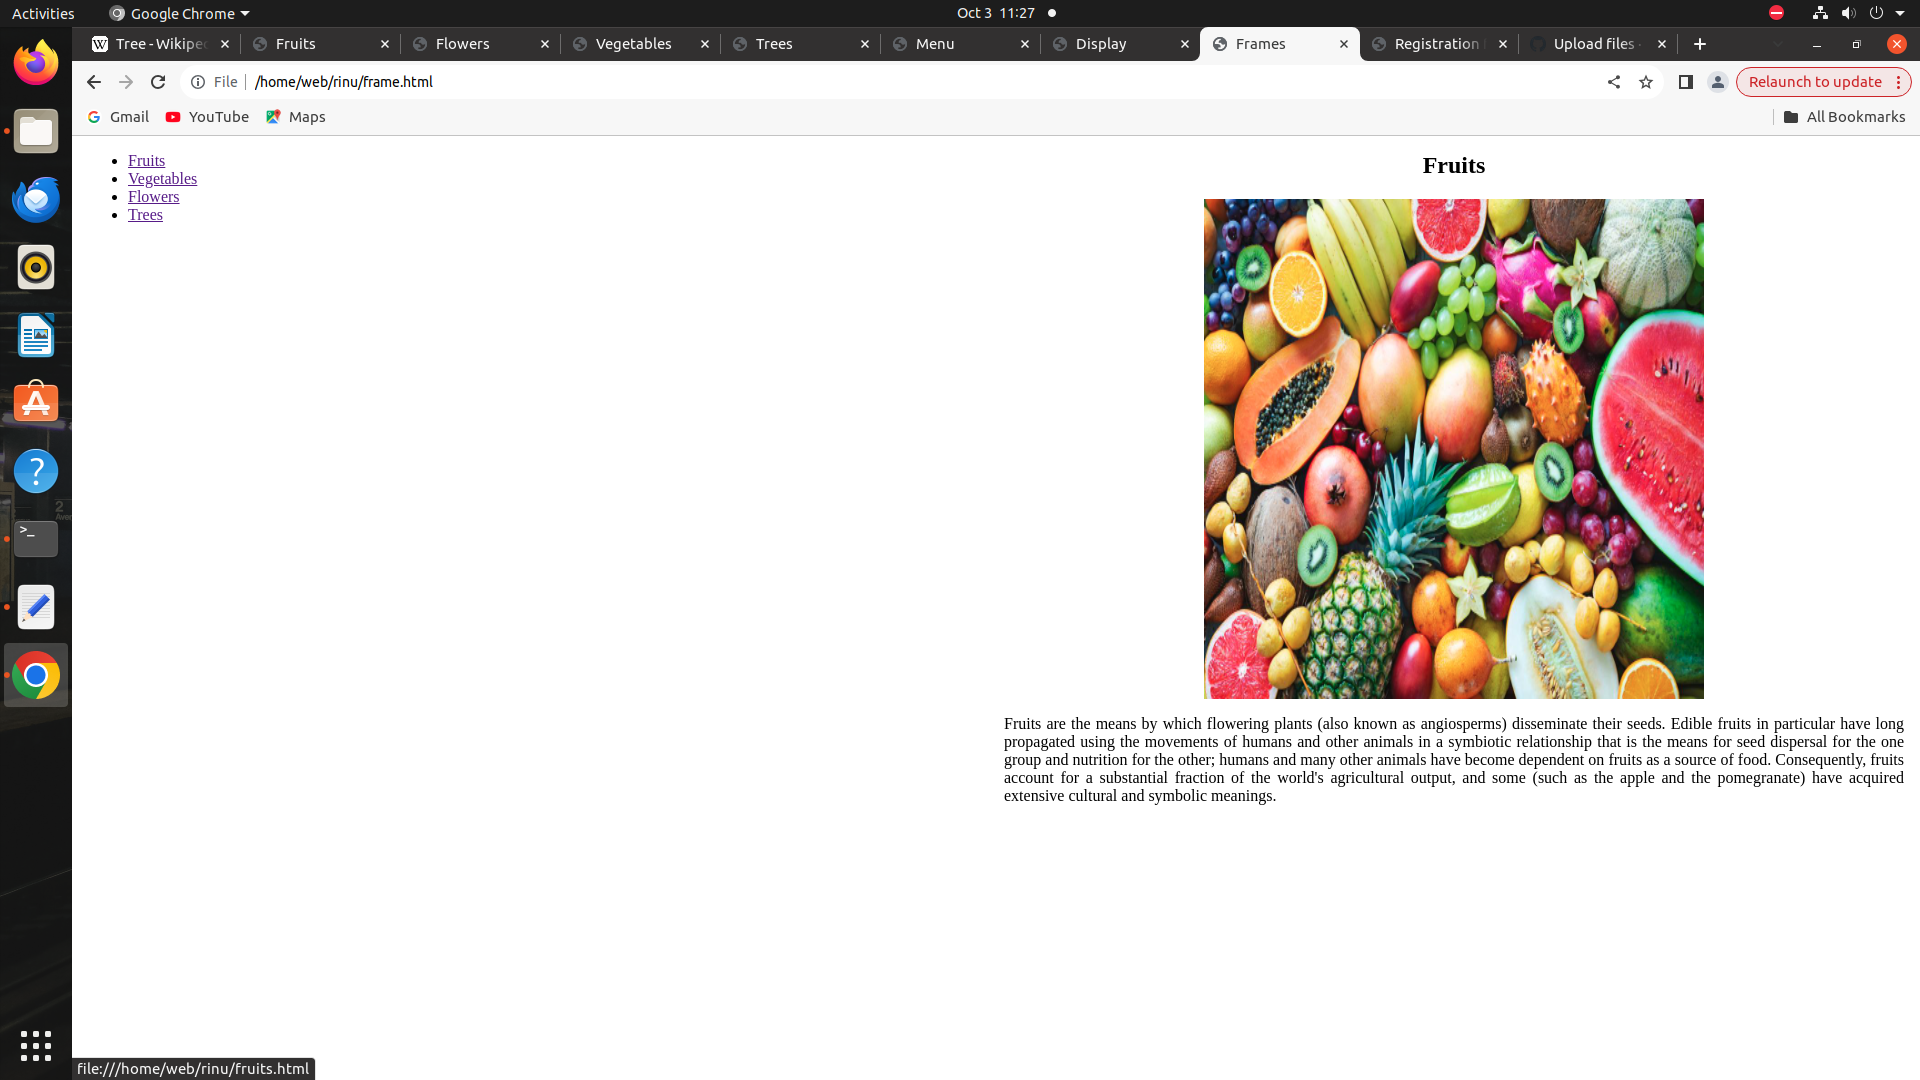 Activities
Google Chrome
Oct 3 11:27
Tree - Wikipe
Fruits
Flowers
Vegetables
Trees
Menu
Display
Frames
Registration
Upload files
File
/home/web/rinu/frame.html
Relaunch to update
Gmail
YouTube
Maps
All Bookmarks
• Fruits
• Vegetables
• Flowers
• Trees
Fruits
Fruits are the means by which flowering plants (also known as angiosperms) disseminate their seeds. Edible fruits in particular have long
propagated using the movements of humans and other animals in a symbiotic relationship that is the means for seed dispersal for the one
group and nutrition for the other; humans and many other animals have become dependent on fruits as a source of food. Consequently, fruits
account for a substantial fraction of the world's agricultural output, and some (such as the apple and the pomegranate) have acquired
extensive cultural and symbolic meanings.
file:///home/web/rinu/fruits.html